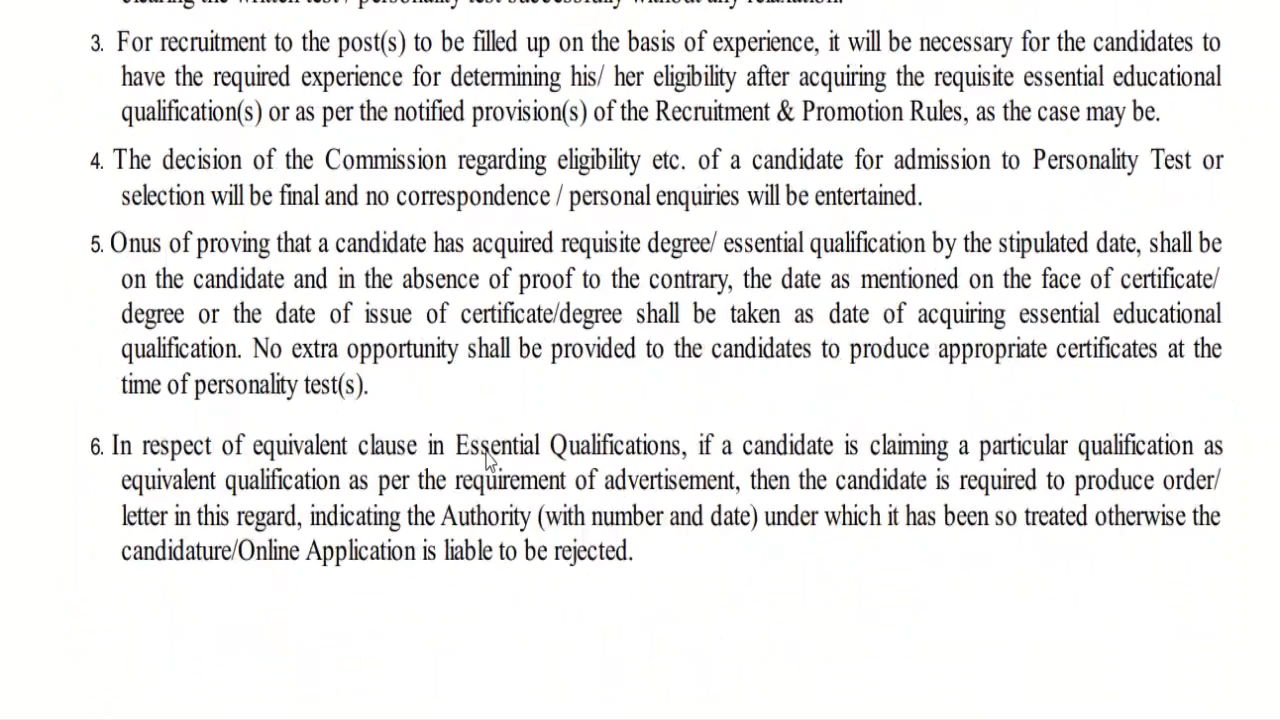 3. For recruitment to the post(s) to be filled up on the basis of experience, it will be necessary for the candidates to
have the required experience for determining his/ her eligibility after acquiring the requisite essential educational
qualification(s) or as per the notified provision(s) of the Recruitment & Promotion Rules, as the case may be.
4. The decision of the Commission regarding eligibility etc. of a candidate for admission to Personality Test or
selection will be final and no correspondence / personal enquiries will be entertained.
5. Onus of proving that a candidate has acquired requisite degree/ essential qualification by the stipulated date, shall be
on the candidate and in the absence of proof to the contrary, the date as mentioned on the face of certificate/
degree or the date of issue of certificate/degree shall be taken as date of acquiring essential educational
qualification. No extra opportunity shall be provided to the candidates to produce appropriate certificates at the
time of personality test(s).
6. In respect of equivalent clause in Essential Qualifications, if a candidate is claiming a particular qualification as
equivalent qualification as per the requirement of advertisement, then the candidate is required to produce order/
letter in this regard, indicating the Authority (with number and date) under which it has been so treated otherwise the
candidature/Online Application is liable to be rejected.